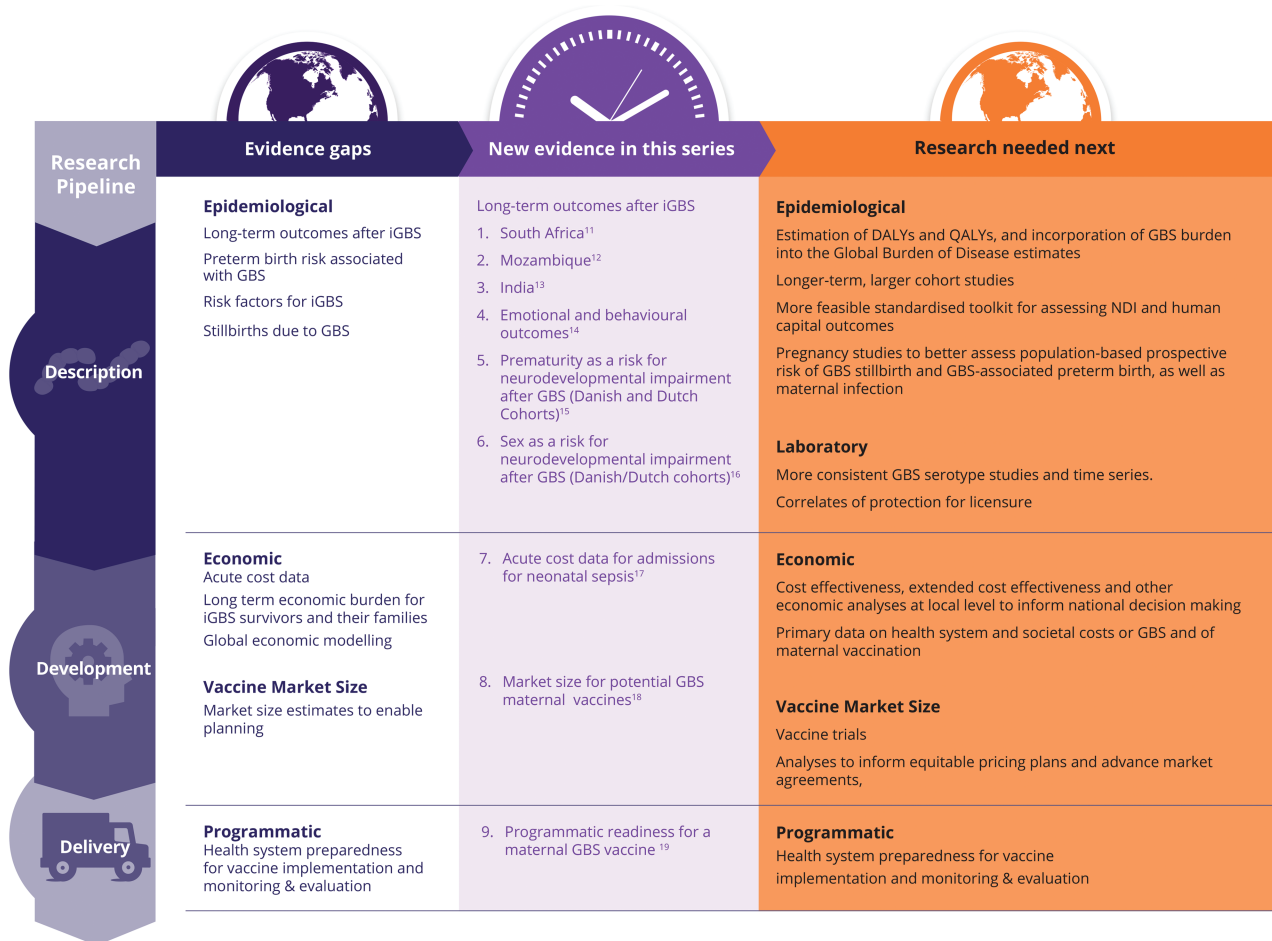 Research
Pipeline
Evidence gaps
New evidence in this series
Research needed next
Description
Epidemiological
Long-term outcomes after iGBS
Preterm birth risk associated
with GBS
Risk factors for iGBS
Stillbirths due to GBS
Long-term outcomes after iGBS
1. South Africa¹¹
2. Mozambique¹²
3. India¹³
4. Emotional and behavioural
outcomes¹⁴
5. Prematurity as a risk for
neurodevelopmental impairment
after GBS (Danish and Dutch
Cohorts)¹⁵
6. Sex as a risk for
neurodevelopmental impairment
after GBS (Danish/Dutch cohorts)¹⁶
Epidemiological
Estimation of DALYs and QALYs, and incorporation of GBS burden
into the Global Burden of Disease estimates
Longer-term, larger cohort studies
More feasible standardised toolkit for assessing NDI and human
capital outcomes
Pregnancy studies to better assess population-based prospective
risk of GBS stillbirth and GBS-associated preterm birth, as well as
maternal infection
Laboratory
More consistent GBS serotype studies and time series.
Correlates of protection for licensure
Development
Economic
Acute cost data
Long term economic burden for
iGBS survivors and their families
Global economic modelling
Vaccine Market Size
Market size estimates to enable
planning
7. Acute cost data for admissions
for neonatal sepsis¹⁷
8. Market size for potential GBS
maternal vaccines¹⁸
Economic
Cost effectiveness, extended cost effectiveness and other
economic analyses at local level to inform national decision making
Primary data on health system and societal costs or GBS and of
maternal vaccination
Vaccine Market Size
Vaccine trials
Analyses to inform equitable pricing plans and advance market
agreements,
Delivery
Programmatic
Health system preparedness
for vaccine implementation and
monitoring & evaluation
9. Programmatic readiness for a
maternal GBS vaccine ¹⁹
Programmatic
Health system preparedness for vaccine
implementation and monitoring & evaluation